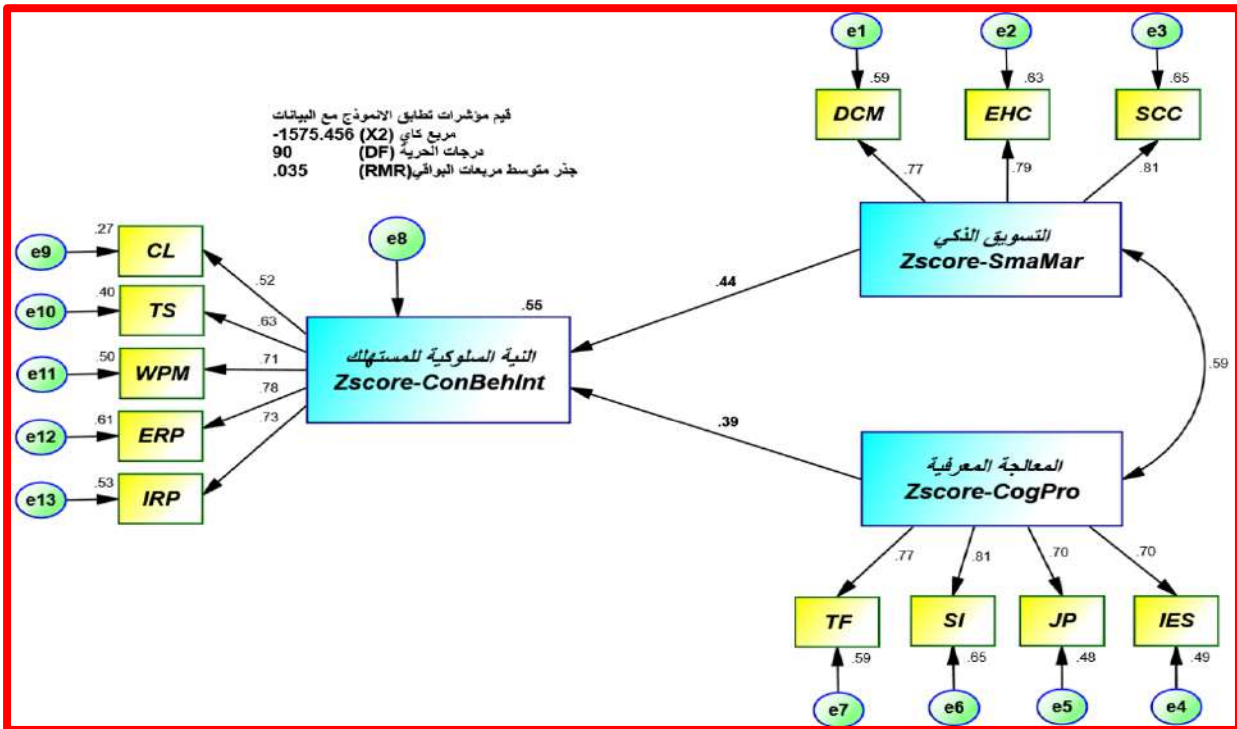 e1
e2
e3
.59
.63
.65
DCM
EHC
SCC
.77
.79
.81
قيم مؤشرات تطابق الانموذج مع البيانات
مربع كاي (X2) 1575.456-
درجات الحرية (DF) 90
جذر متوسط مربعات البواقي(RMR) .035
التسويق الذكي
Zscore-SmaMar
e8
.55
النية السلوكية للمستهلك
Zscore-ConBehInt
.44
.39
.59
e9
.27
CL
.52
e10
.40
TS
.63
e11
.50
WPM
.71
e12
.61
ERP
.78
e13
.53
IRP
.73
المعالجة المعرفية
Zscore-CogPro
.77
.81
.70
.70
TF
SI
JP
IES
.59
.65
.48
.49
e7
e6
e5
e4